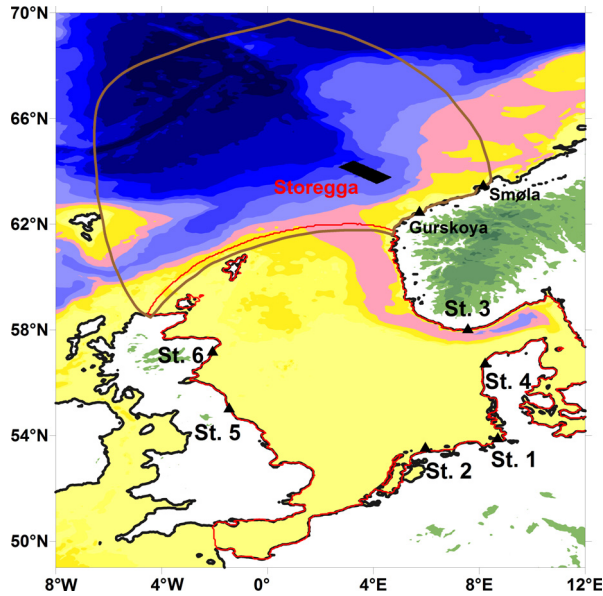 70°N
66°N
Storegga
Smøla
62°N
Gurskoya
St. 3
58°N
St. 6
St. 4
St. 5
54°N
St. 2
St. 1
50°N
8°W
4°W
0°
4°E
8°E
12°E